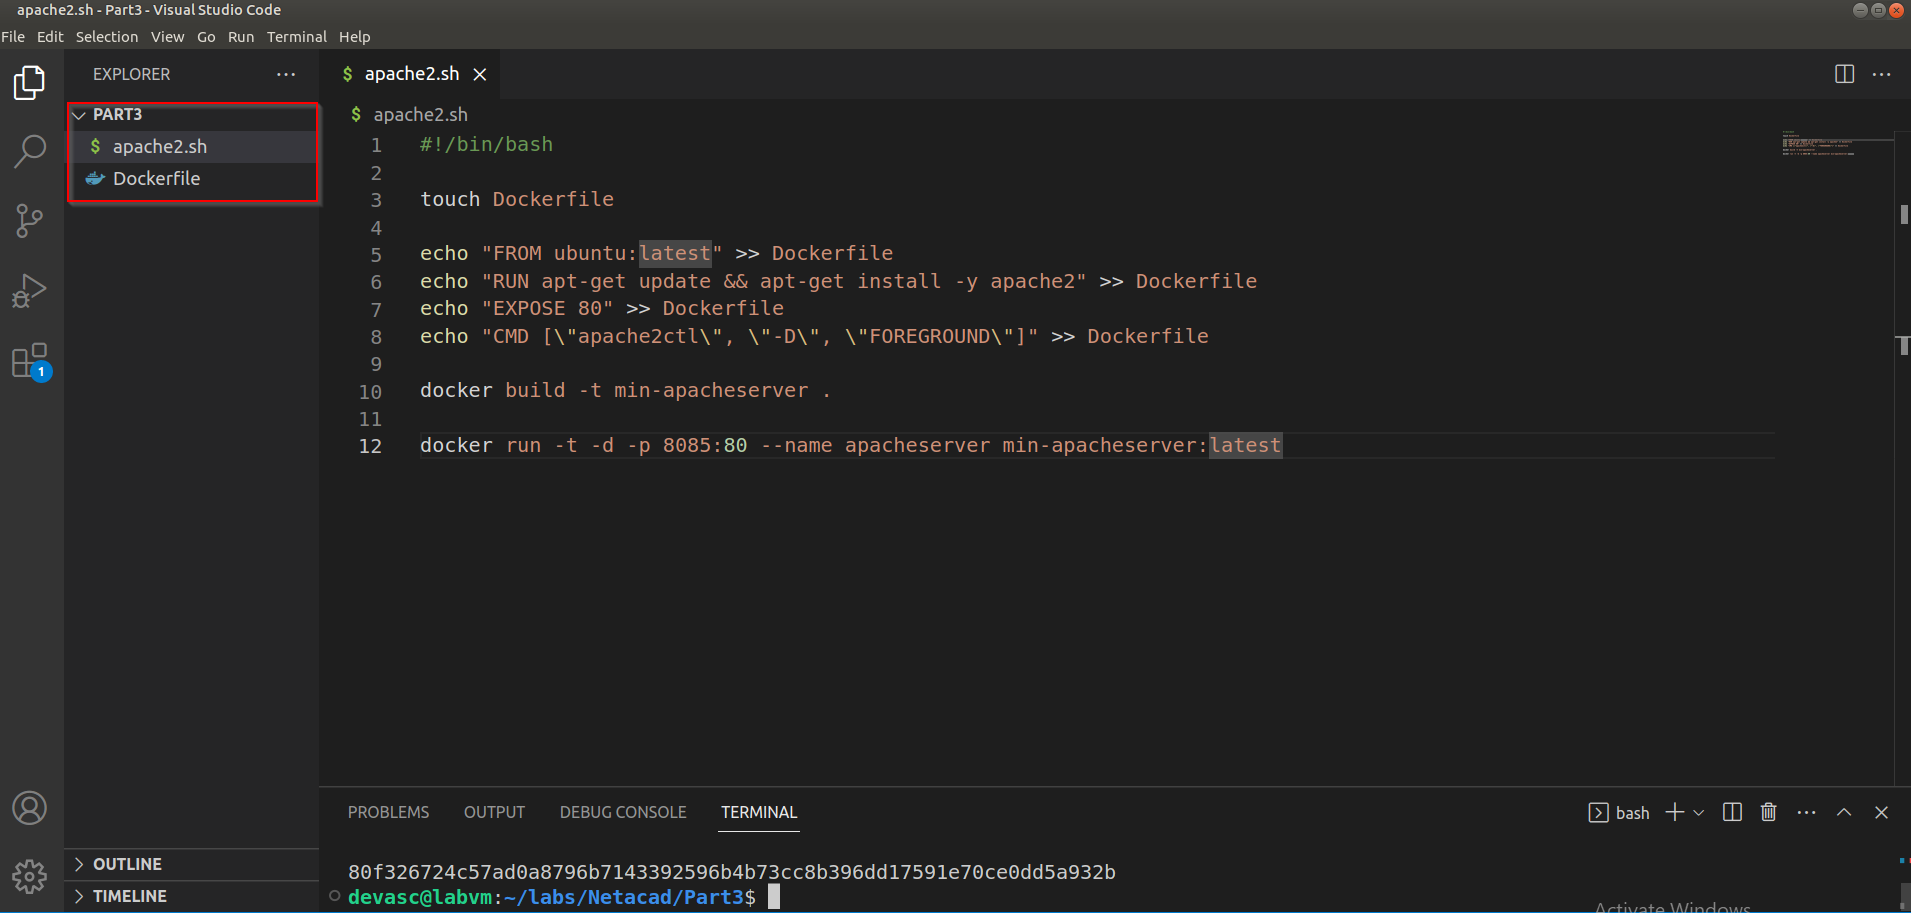 apache2.sh - Part3 - Visual Studio Code
File Edit Selection View Go Run Terminal Help
EXPLORER
PART3
$ apache2.sh
Dockerfile
1
OUTLINE
TIMELINE
$ apache2.sh
$ apache2.sh
1 #!/bin/bash
2
3 touch Dockerfile
4
5 echo "FROM ubuntu:latest" >> Dockerfile
6 echo "RUN apt-get update && apt-get install -y apache2" >> Dockerfile
7 echo "EXPOSE 80" >> Dockerfile
8 echo "CMD [\"apache2ctl\", \"-D\", \"FOREGROUND\"]" >> Dockerfile
9
10 docker build -t min-apacheserver .
11
12 docker run -t -d -p 8085:80 --name apacheserver min-apacheserver:latest
PROBLEMS OUTPUT DEBUG CONSOLE TERMINAL
bash
80f326724c57ad0a8796b7143392596b4b73cc8b396dd17591e70ce0dd5a932b
devasc@labvm:~/labs/Netacad/Part3$
Activate Windows